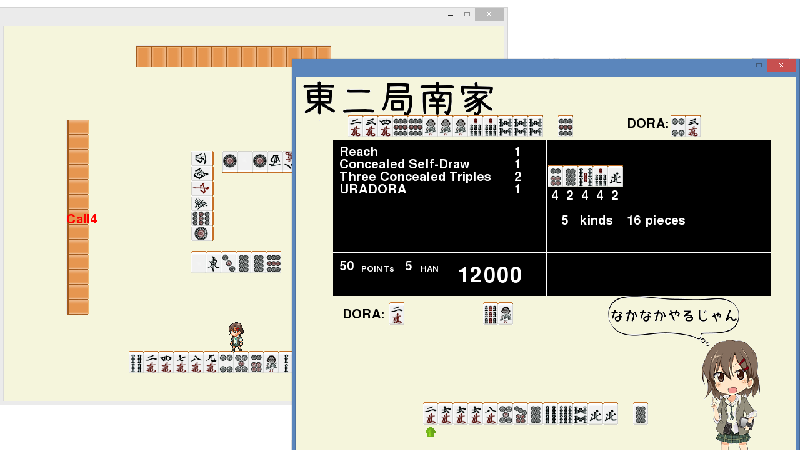 東二局南家
DORA:
Reach 1
Concealed Self-Draw 1
Three Concealed Triples 2
URADORA 1
4 2 4 4 2
5 kinds 16 pieces
50 POINTs 5 HAN 12000
DORA:
なかなかやるじゃん
Call4